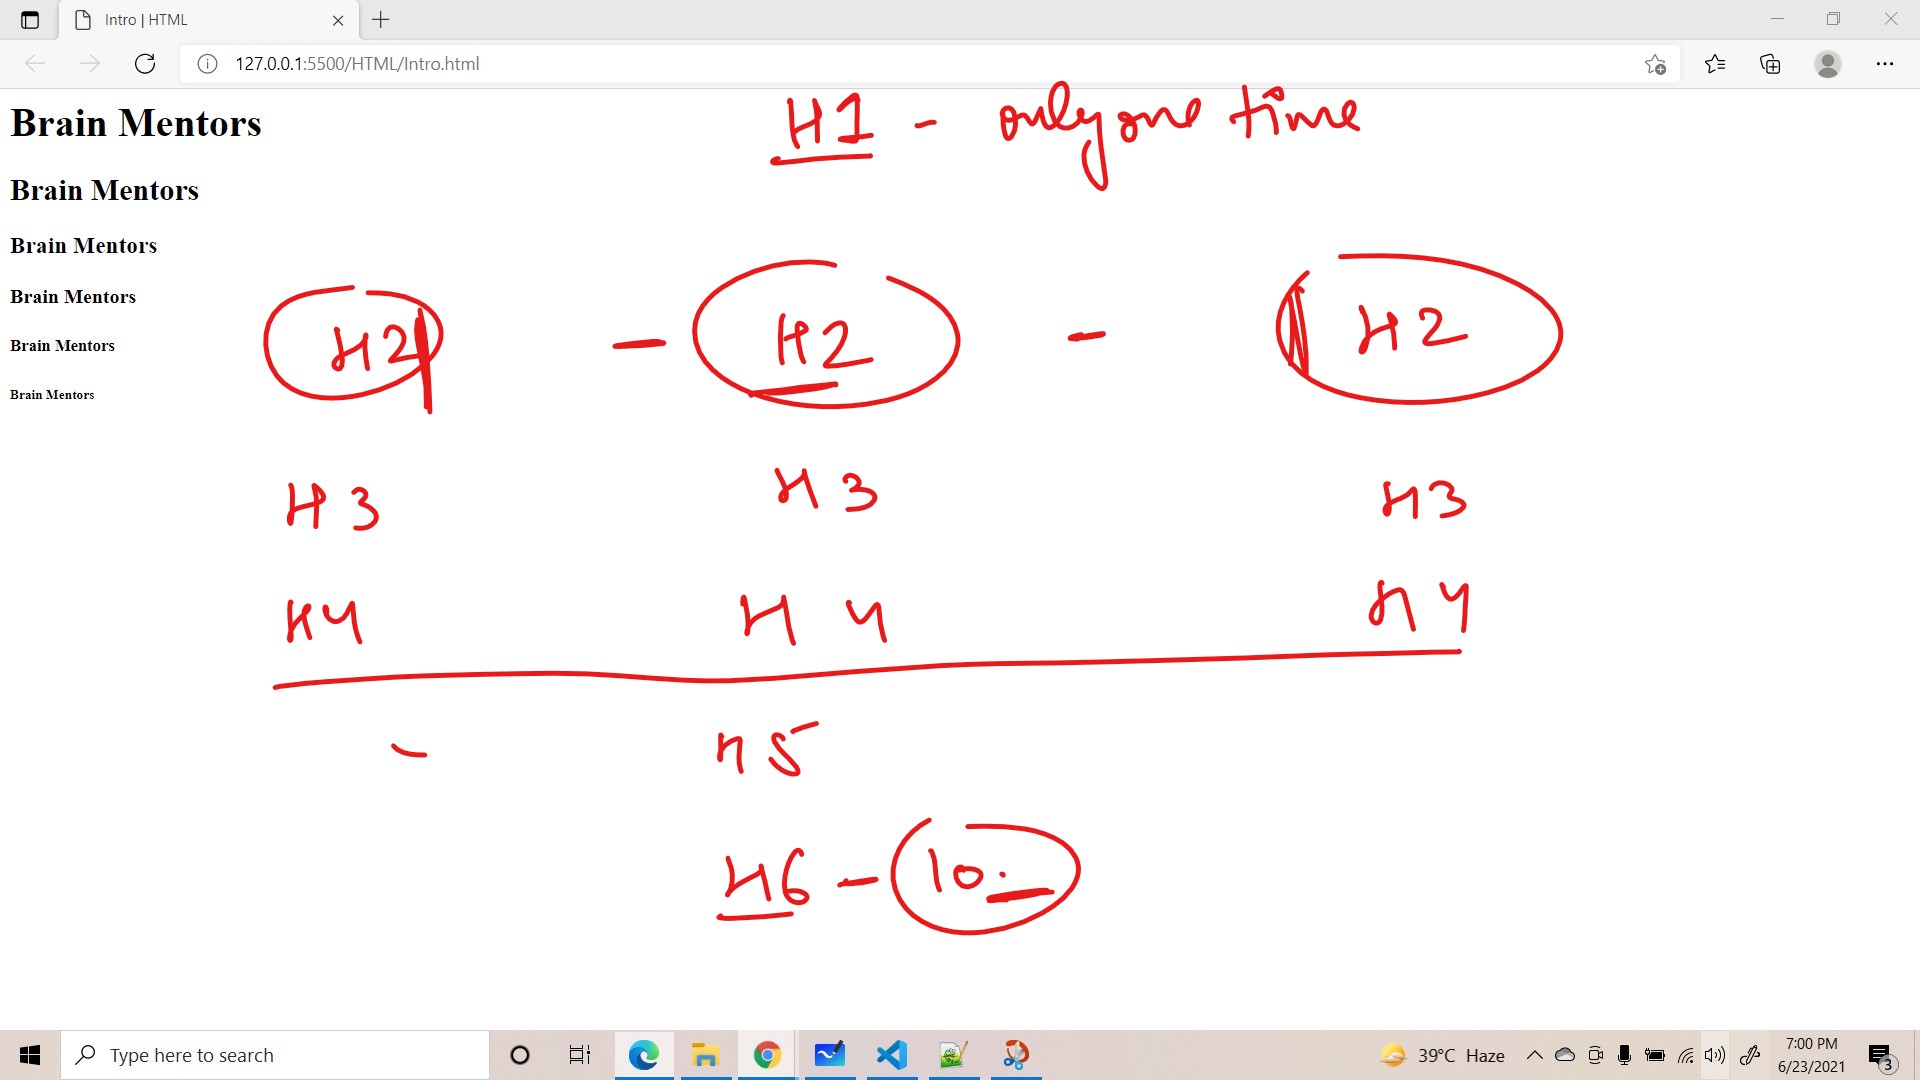 Intro | HTML
127.0.0.1:5500/HTML/Intro.html
H1 - only one time
Brain Mentors
Brain Mentors
Brain Mentors
Brain Mentors
Brain Mentors
Brain Mentors
H2 - H2 - H2
H3 H3 H3
H4 H4 H4
- H5
H6 - 10.
Type here to search
39°C Haze
7:00 PM
6/23/2021
3